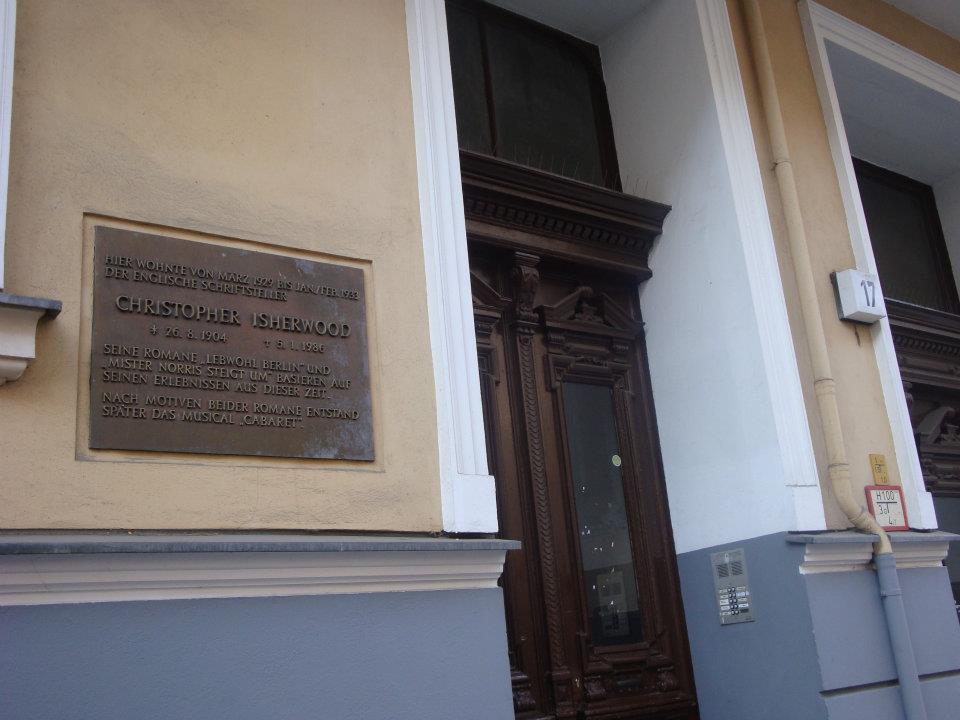 HIER WOHNTE VON MÄRZ 1929 BIS JAN./FEB. 1932
DER ENGLISCHE SCHRIFTSTELLER
CHRISTOPHER ISHERWOOD
* 26.8.1904 † 5.1.1986
SEINE ROMANE „LEBWOHL BERLIN“ UND
„MISTER NORRIS STEIGT UM“ BASIEREN AUF
SEINEN ERLEBNISSEN AUS DIESER ZEIT.
NACH MOTIVEN BEIDER ROMANE ENTSTAND
SPÄTER DAS MUSICAL „CABARET“.
17
H100